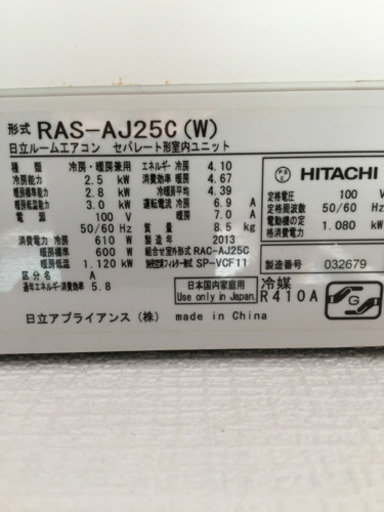 形式 RAS-AJ25C(W)
日立ルームエアコン セパレート形室内ユニット
種類 冷房・暖房兼用
冷房能力 2.5 kW
暖房能力 2.8 kW
暖房低温能力 3.0 kW
電源 100 V
50/60 Hz
消費電力 冷房 610 W
暖房標準 600 W
暖房低温 1,120 kW
区分名 A
通年エネルギー消費効率 5.8
エネルギー 冷房 4.10
消費効率 暖房 4.67
冷暖房平均 4.39
運転電流 冷房 6.9 A
暖房 7.0 A
質量 8.5 kg
製造年 2013
組合せ室外形式 RAC-AJ25C
SP-VCF11
日本国内家庭用
Use only in Japan.
HITACHI
定格電圧 100 V
定格周波数 50/60 Hz
電動機の定格消費電力 1.080 kW
製造番号 032679
冷媒
R410A
G
日立アプライアンス(株) made in China